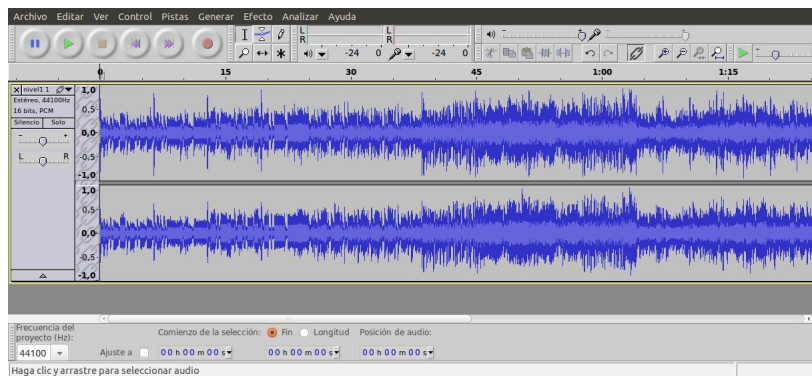 Archivo Editar Ver Control Pistas Generar Efecto Analizar Ayuda
L
R
-24 0
L
R
-24 0
0 15 30 45 1:00 1:15
nivel1 1
Estéreo, 44100Hz
16 bits, PCM
Silencio Solo
- +
L R
1,0
0,5
0,0
-0,5
-1,0
1,0
0,5
0,0
-0,5
-1,0
Frecuencia del
proyecto (Hz):
Comienzo de la selección: Fin Longitud Posición de audio:
44100 Ajuste a 00 h 00 m 00 s 00 h 00 m 00 s 00 h 00 m 00 s
Haga clic y arrastre para seleccionar audio